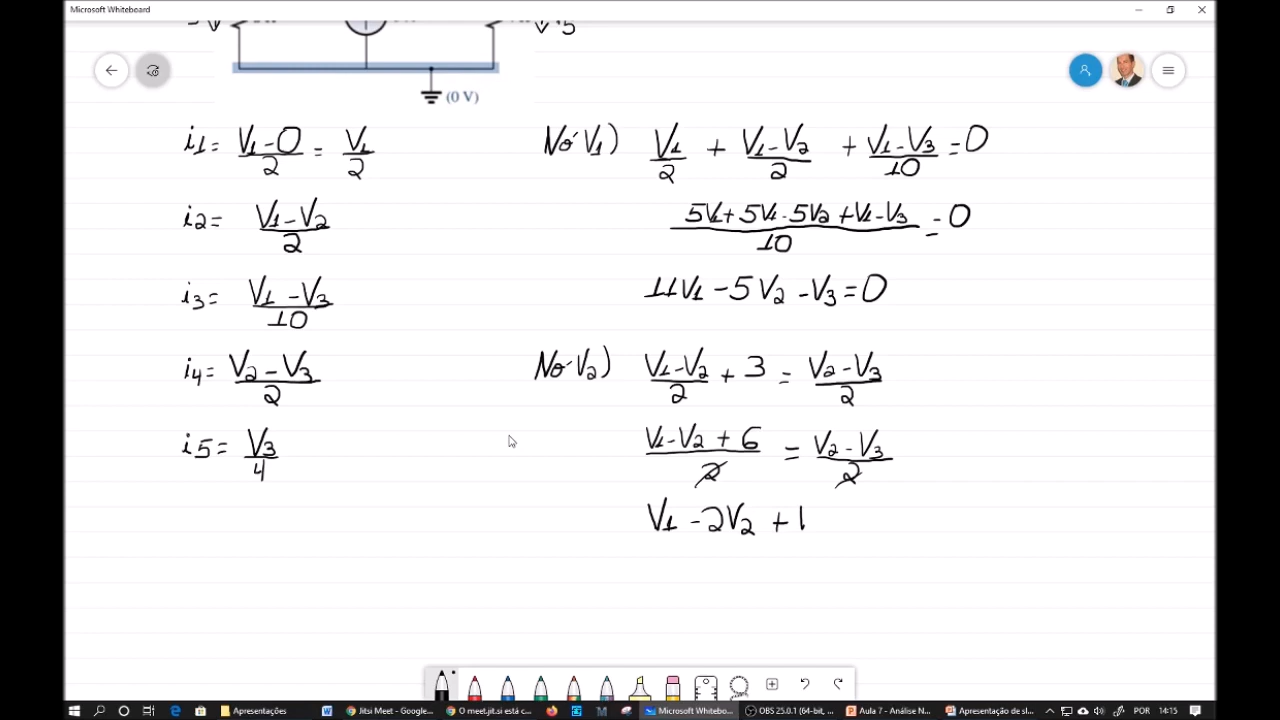 Microsoft Whiteboard
(0 V)
i1 = V1-0/2 = V1/2
i2 = V1-V2/2
i3 = V1-V3/10
i4 = V2-V3/2
i5 = V3/4
Nó V1) V1/2 + V1-V2/2 + V1-V3/10 = 0
5V1+5V1-5V2+V1-V3/10 = 0
11V1-5V2-V3=0
Nó V2) V1-V2/2 + 3 = V2-V3/2
V1-V2+6/2 = V2-V3/2
V1-2V2+
Apresentações
Jitsi Meet - Google...
O meet.jit.si está c...
Microsoft Whitebo...
OBS 25.0.1 (64-bit, ...
Aula 7 - Análise N...
Apresentação de sl...
POR
14:15